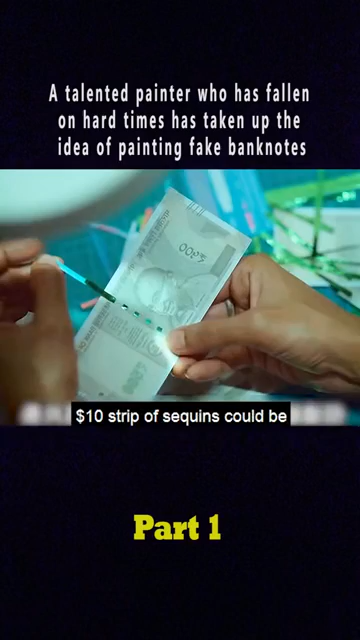 A talented painter who has fallen
on hard times has taken up the
idea of painting fake banknotes
$10 strip of sequins could be
Part 1